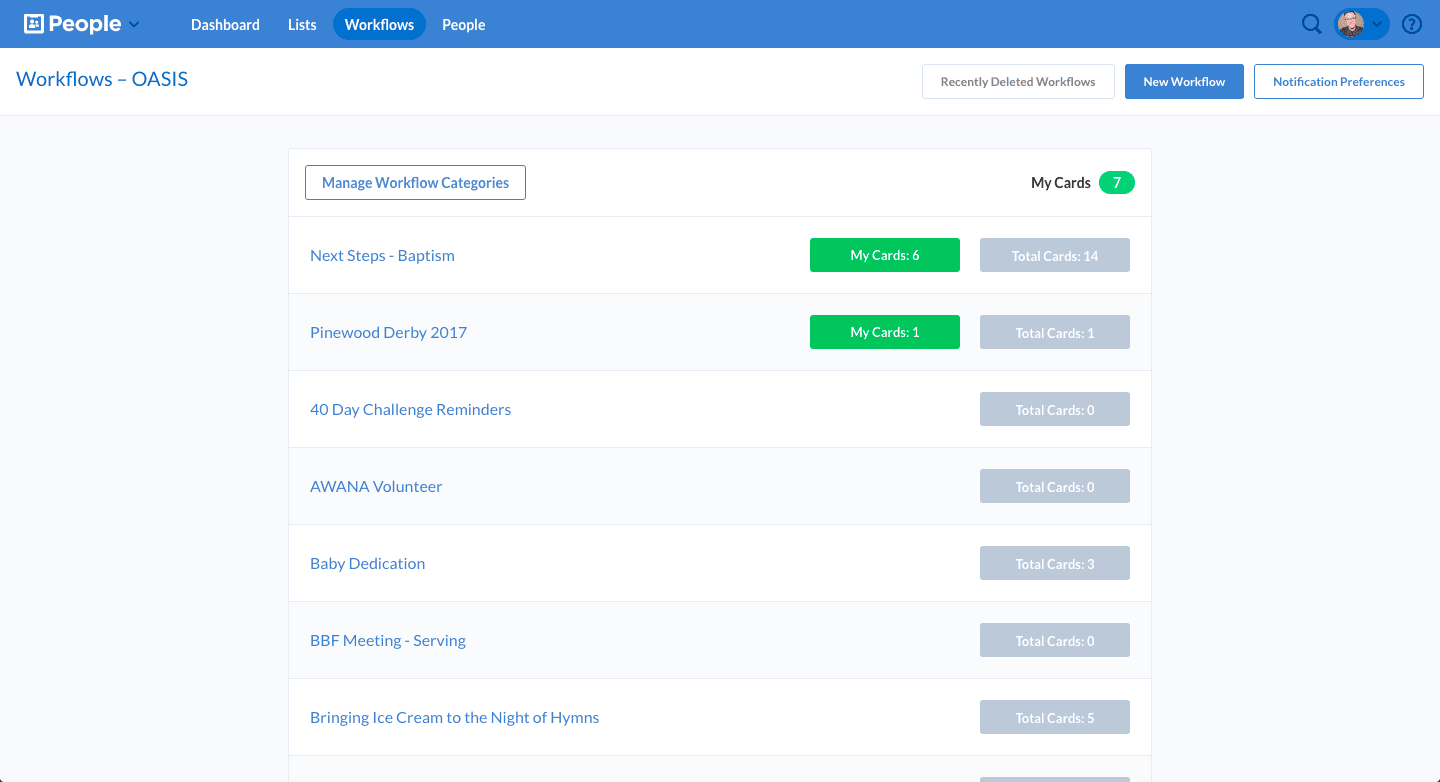 People Dashboard Lists Workflows People
Workflows – OASIS Recently Deleted Workflows New Workflow Notification Preferences
Manage Workflow Categories My Cards 7
Next Steps - Baptism My Cards: 6 Total Cards: 14
Pinewood Derby 2017 My Cards: 1 Total Cards: 1
40 Day Challenge Reminders Total Cards: 0
AWANA Volunteer Total Cards: 0
Baby Dedication Total Cards: 3
BBF Meeting - Serving Total Cards: 0
Bringing Ice Cream to the Night of Hymns Total Cards: 5